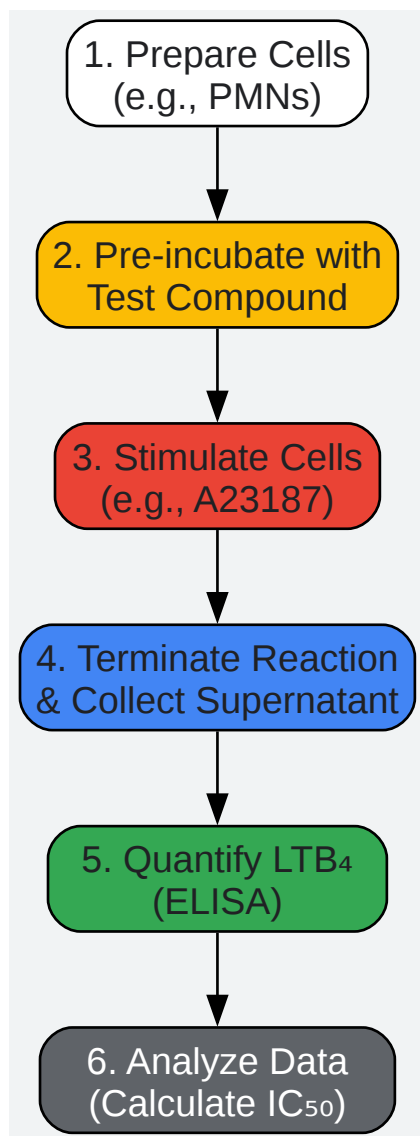 1. Prepare Cells
(e.g., PMNs)
2. Pre-incubate with
Test Compound
3. Stimulate Cells
(e.g., A23187)
4. Terminate Reaction
& Collect Supernatant
5. Quantify LTB₄
(ELISA)
6. Analyze Data
(Calculate IC₅₀)